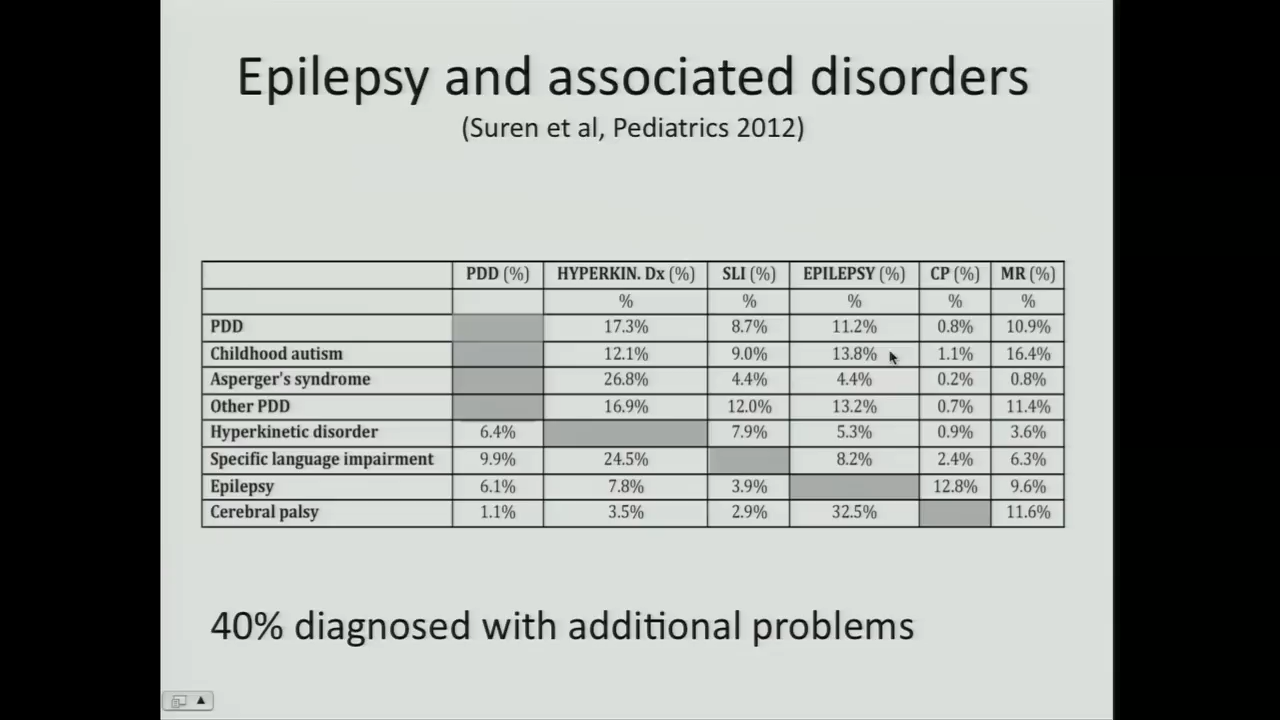 Epilepsy and associated disorders
(Suren et al, Pediatrics 2012)
PDD (%) HYPERKIN. Dx (%) SLI (%) EPILEPSY (%) CP (%) MR (%)
% % % % %
PDD 17.3% 8.7% 11.2% 0.8% 10.9%
Childhood autism 12.1% 9.0% 13.8% 1.1% 16.4%
Asperger's syndrome 26.8% 4.4% 4.4% 0.2% 0.8%
Other PDD 16.9% 12.0% 13.2% 0.7% 11.4%
Hyperkinetic disorder 6.4% 7.9% 5.3% 0.9% 3.6%
Specific language impairment 9.9% 24.5% 8.2% 2.4% 6.3%
Epilepsy 6.1% 7.8% 3.9% 12.8% 9.6%
Cerebral palsy 1.1% 3.5% 2.9% 32.5% 11.6%
40% diagnosed with additional problems